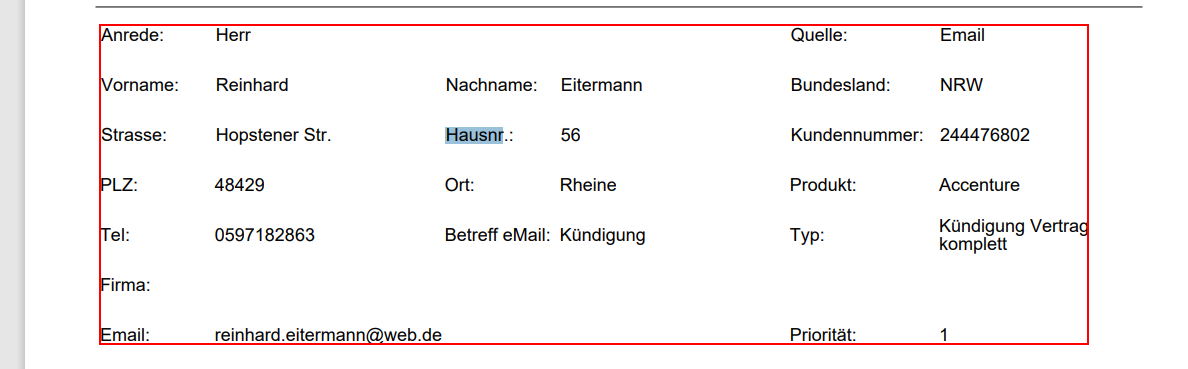 Anrede: Herr Quelle: Email
Vorname: Reinhard Nachname: Eitermann Bundesland: NRW
Strasse: Hopstener Str. Hausnr.: 56 Kundennummer: 244476802
PLZ: 48429 Ort: Rheine Produkt: Accenture
Tel: 0597182863 Betreff eMail: Kündigung Typ: Kündigung Vertrag
komplett
Firma:
Email: reinhard.eitermann@web.de Priorität: 1